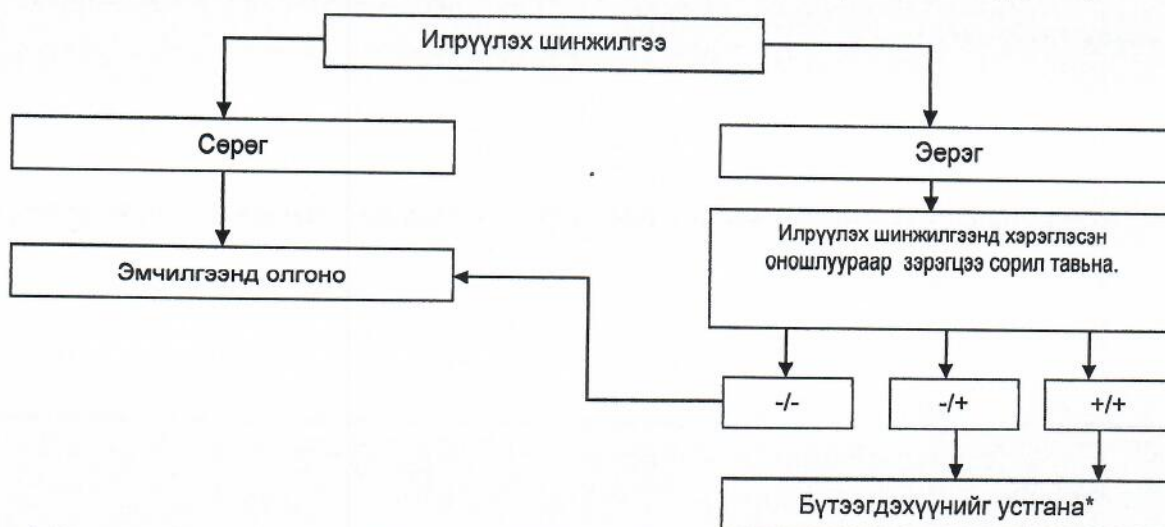 Илрүүлэх шинжилгээ
Сөрөг
Эерэг
Эмчилгээнд олгоно
Илрүүлэх шинжилгээнд хэрэглэсэн
оношлуураар зэрэгцээ сорил тавьна.
-/-
-/+
+/+
Бүтээгдэхүүнийг устгана*